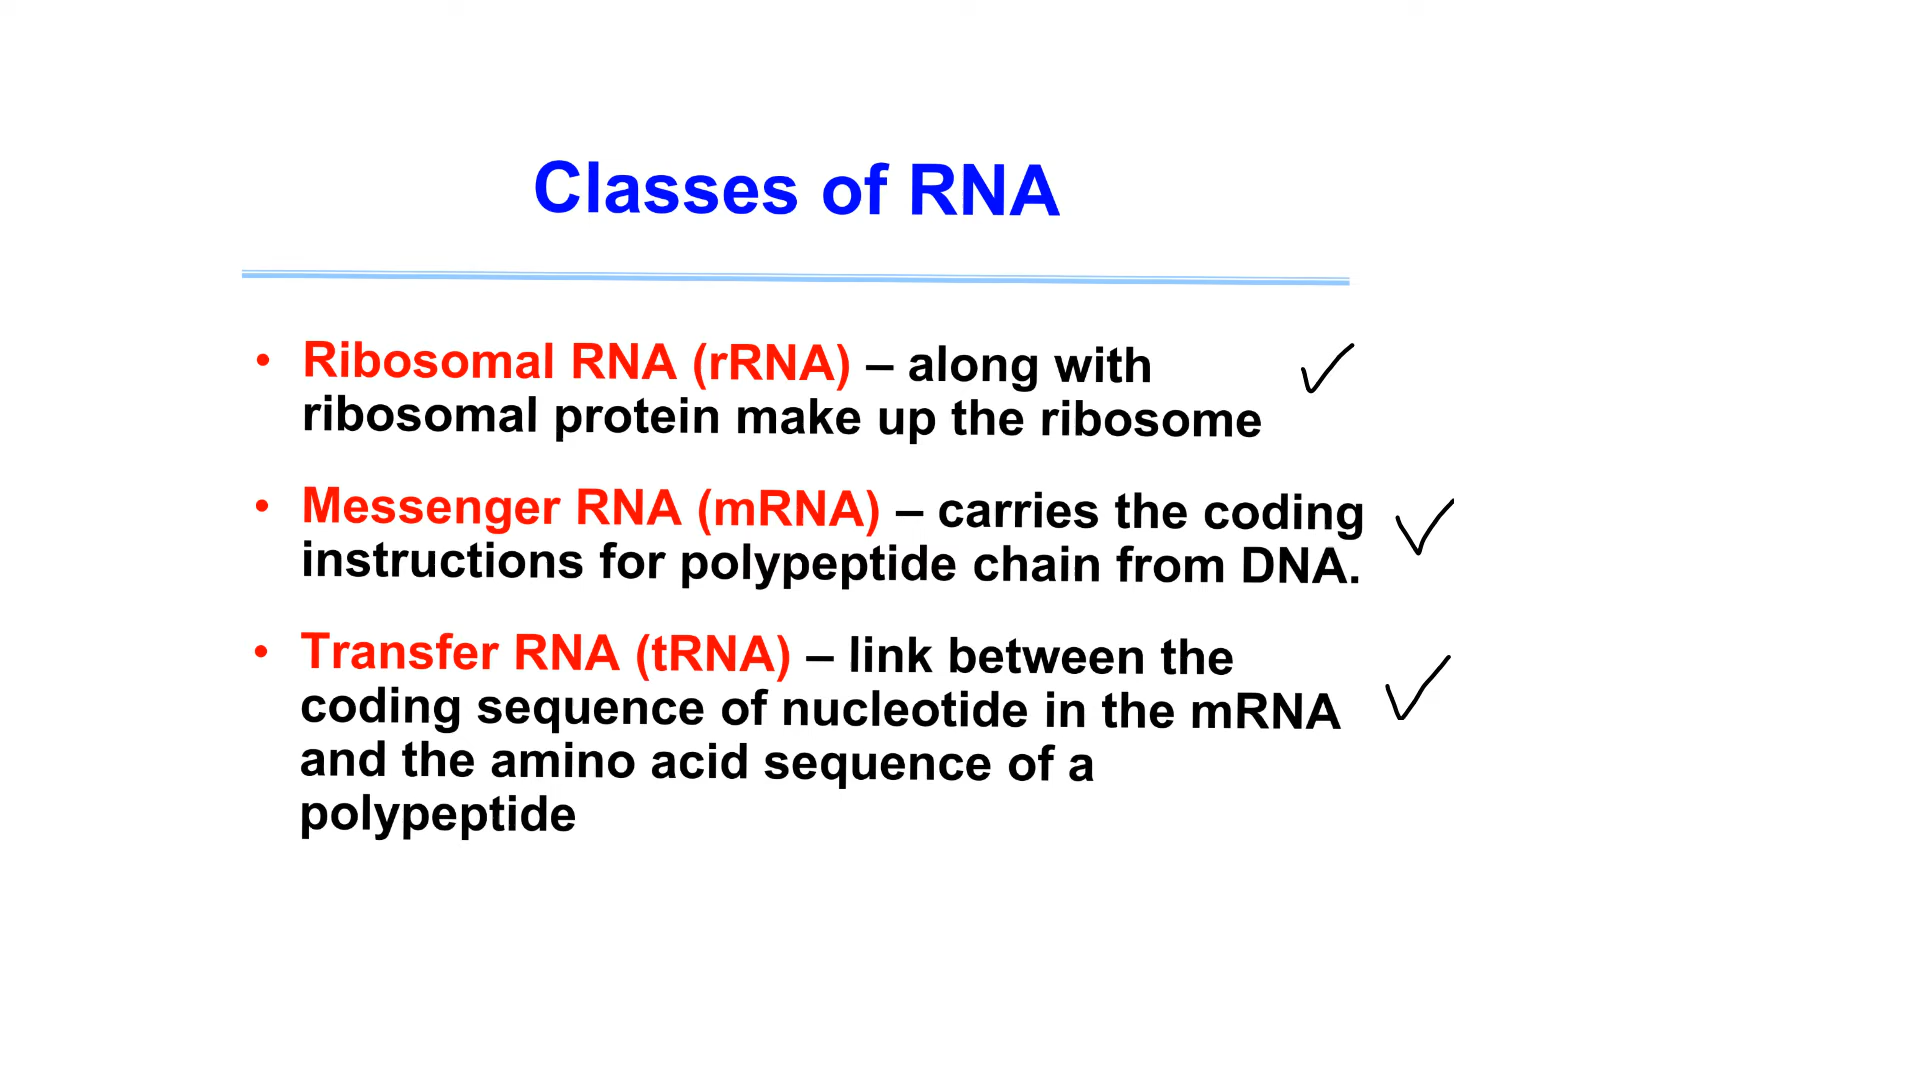 Classes of RNA
• Ribosomal RNA (rRNA) – along with
ribosomal protein make up the ribosome
• Messenger RNA (mRNA) – carries the coding
instructions for polypeptide chain from DNA.
• Transfer RNA (tRNA) – link between the
coding sequence of nucleotide in the mRNA
and the amino acid sequence of a
polypeptide